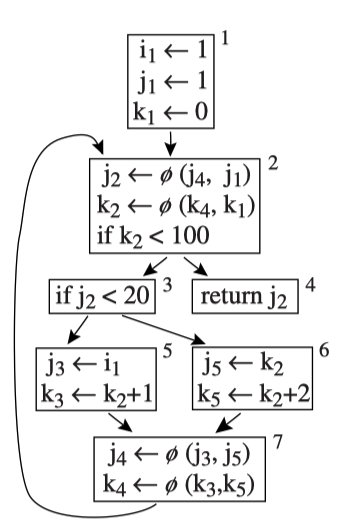 i₁ ← 1
j₁ ← 1
k₁ ← 0
1
j₂ ← ø (j₄, j₁)
k₂ ← ø (k₄, k₁)
if k₂ < 100
2
if j₂ < 20
3
return j₂
4
j₃ ← i₁
k₃ ← k₂+1
5
j₅ ← k₂
k₅ ← k₂+2
6
j₄ ← ø (j₃, j₅)
k₄ ← ø (k₃,k₅)
7